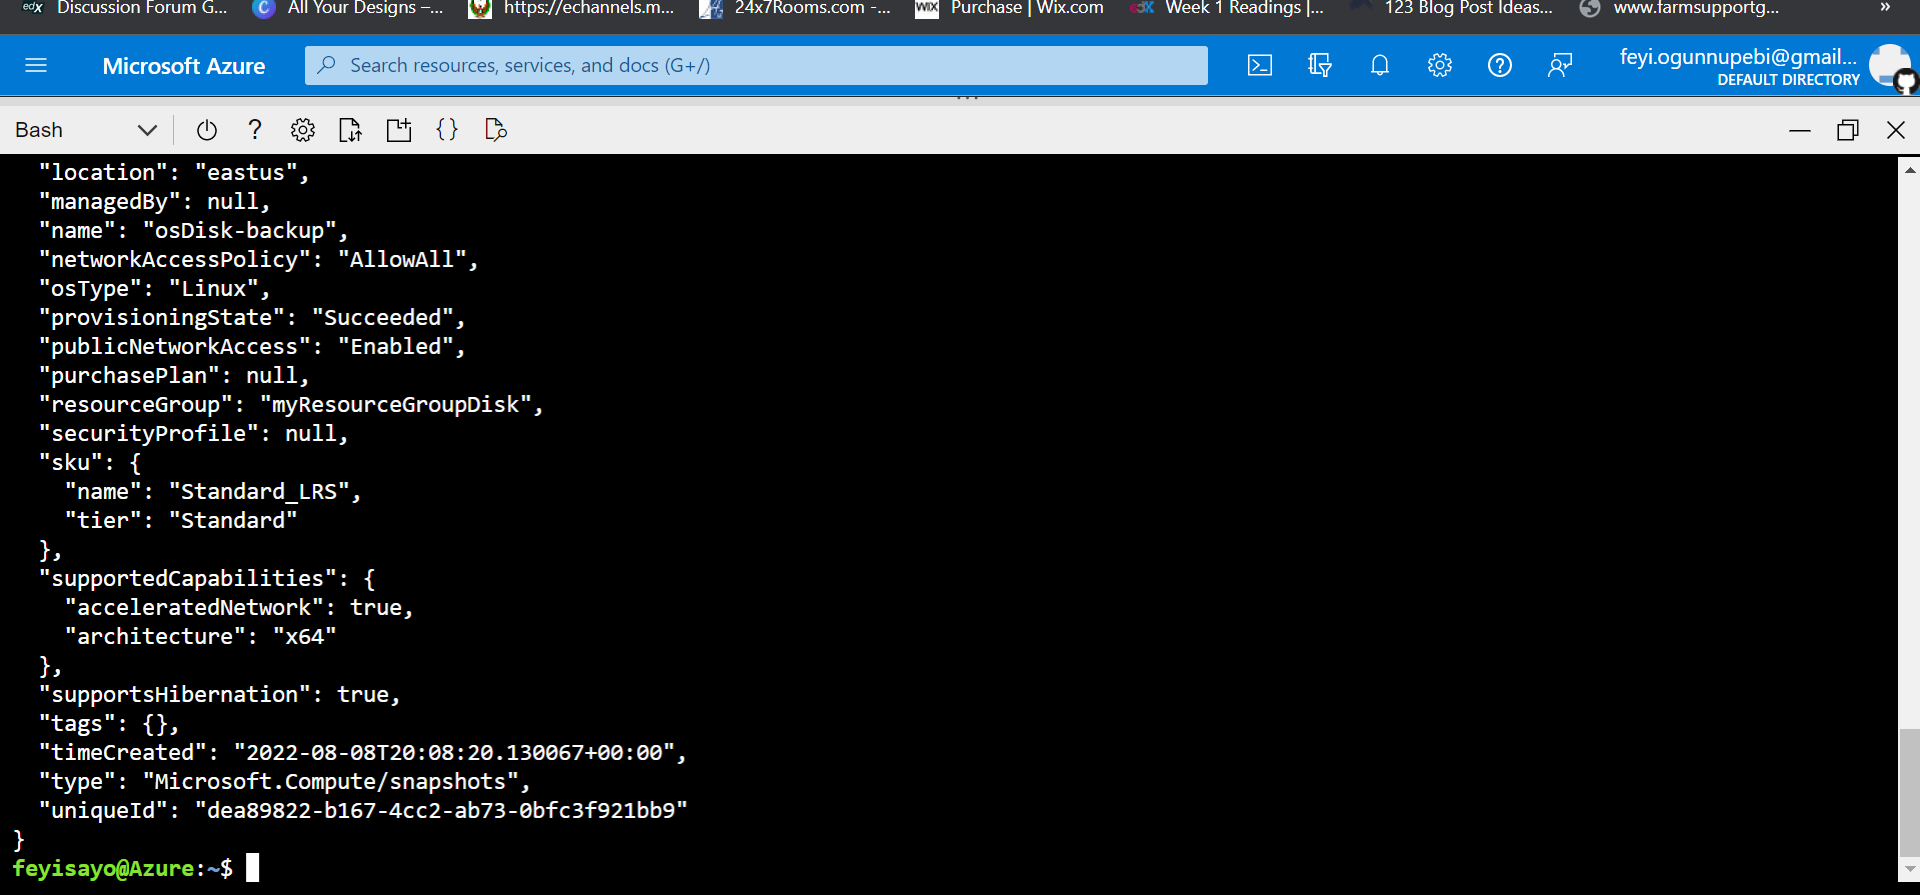 edX Discussion Forum G... C All Your Designs –... https://echannels.m... 24x7Rooms.com -... WIX Purchase | Wix.com edX Week 1 Readings |... 123 Blog Post Ideas... www.farmsupportg... »
Microsoft Azure Search resources, services, and docs (G+/) feyi.ogunnupebi@gmail...
DEFAULT DIRECTORY
Bash ? {}
"location": "eastus",
"managedBy": null,
"name": "osDisk-backup",
"networkAccessPolicy": "AllowAll",
"osType": "Linux",
"provisioningState": "Succeeded",
"publicNetworkAccess": "Enabled",
"purchasePlan": null,
"resourceGroup": "myResourceGroupDisk",
"securityProfile": null,
"sku": {
"name": "Standard_LRS",
"tier": "Standard"
},
"supportedCapabilities": {
"acceleratedNetwork": true,
"architecture": "x64"
},
"supportsHibernation": true,
"tags": {},
"timeCreated": "2022-08-08T20:08:20.130067+00:00",
"type": "Microsoft.Compute/snapshots",
"uniqueId": "dea89822-b167-4cc2-ab73-0bfc3f921bb9"
}
feyisayo@Azure:~$